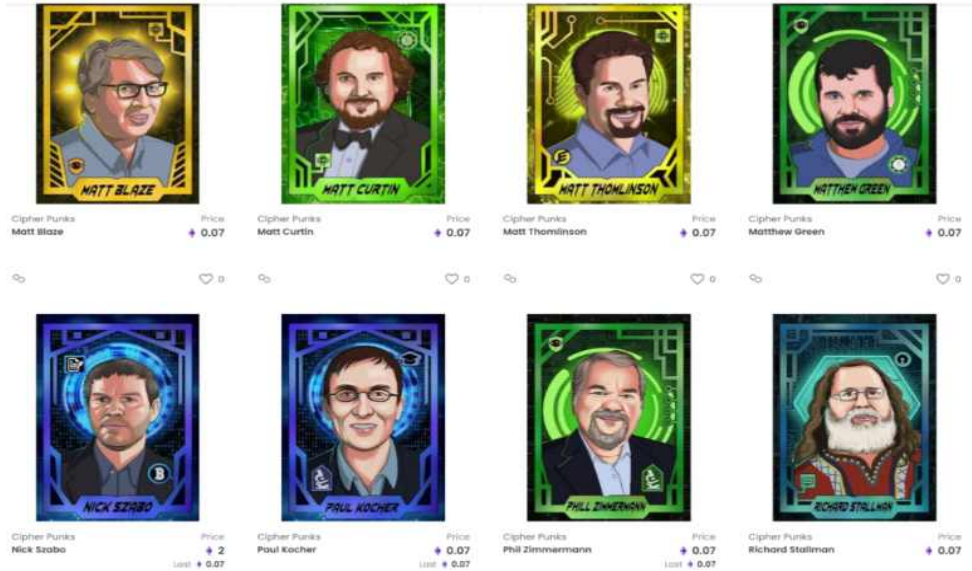 MATT BLAZE
MATT CURTIN
MATT THOMLINSON
MATTHEW GREEN
Cipher Punks Price
Matt Blaze 0.07
Cipher Punks Price
Matt Curtin 0.07
Cipher Punks Price
Matt Thomlinson 0.07
Cipher Punks Price
Matthew Green 0.07
0
0
0
0
NICK SZABO
PAUL KOCHER
PHILL ZIMMERMANN
RICHARD STALLMAN
Cipher Punks Price
Nick Szabo 2
Last 0.07
Cipher Punks Price
Paul Kocher 0.07
Last 0.07
Cipher Punks Price
Phil Zimmermann 0.07
Last 0.07
Cipher Punks Price
Richard Stallman 0.07